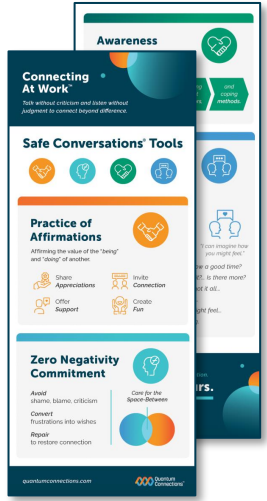 Connecting
At Work™
Talk without criticism and listen without
judgment to connect beyond difference.
Safe Conversations® Tools
Practice of
Affirmations
Affirming the value of the "being"
and "doing" of another.
Share
Appreciations
Invite
Connection
Offer
Support
Create
Fun
Zero Negativity
Commitment
Avoid
shame, blame, criticism
Convert
frustrations into wishes
Repair
to restore connection
Care for the
Space-Between
quantumconnections.com
Quantum
Connections
Awareness
and
coping
methods.
"I can imagine how
you might feel."
a good time?
is there more?
it all...
feel...